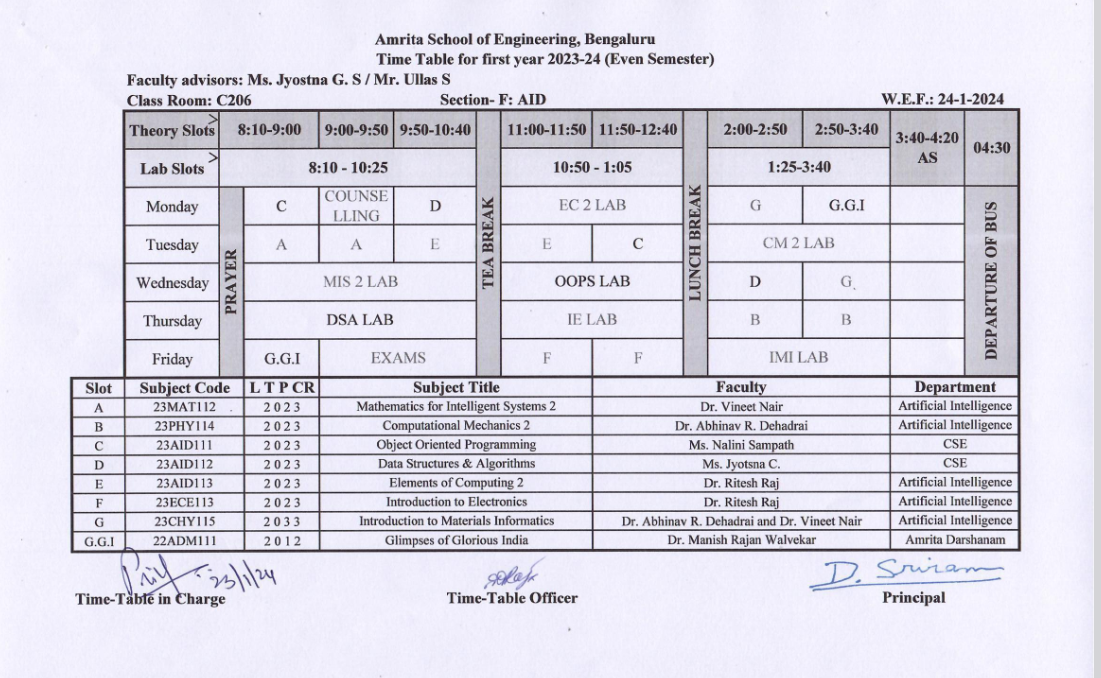 Amrita School of Engineering, Bengaluru
Time Table for first year 2023-24 (Even Semester)
Faculty advisors: Ms. Jyostna G. S / Mr. Ullas S
Class Room: C206 Section- F: AID W.E.F.: 24-1-2024
Theory Slots > 8:10-9:00 9:00-9:50 9:50-10:40 11:00-11:50 11:50-12:40 2:00-2:50 2:50-3:40 3:40-4:20 AS 04:30
Lab Slots > 8:10 - 10:25 10:50 - 1:05 1:25-3:40
PRAYER
TEA BREAK
LUNCH BREAK
DEPARTURE OF BUS
Monday C COUNSE LLING D EC 2 LAB G G.G.I
Tuesday A A E E C CM 2 LAB
Wednesday MIS 2 LAB OOPS LAB D G
Thursday DSA LAB IE LAB B B
Friday G.G.I EXAMS F F IMI LAB
Slot Subject Code L T P CR Subject Title Faculty Department
A 23MAT112 2 0 2 3 Mathematics for Intelligent Systems 2 Dr. Vineet Nair Artificial Intelligence
B 23PHY114 2 0 2 3 Computational Mechanics 2 Dr. Abhinav R. Dehadrai Artificial Intelligence
C 23AID111 2 0 2 3 Object Oriented Programming Ms. Nalini Sampath CSE
D 23AID112 2 0 2 3 Data Structures & Algorithms Ms. Jyotsna C. CSE
E 23AID113 2 0 2 3 Elements of Computing 2 Dr. Ritesh Raj Artificial Intelligence
F 23ECE113 2 0 2 3 Introduction to Electronics Dr. Ritesh Raj Artificial Intelligence
G 23CHY115 2 0 3 3 Introduction to Materials Informatics Dr. Abhinav R. Dehadrai and Dr. Vineet Nair Artificial Intelligence
G.G.I 22ADM111 2 0 1 2 Glimpses of Glorious India Dr. Manish Rajan Walvekar Amrita Darshanam
23/1/24 D. Sriram
Time-Table in Charge Time-Table Officer Principal